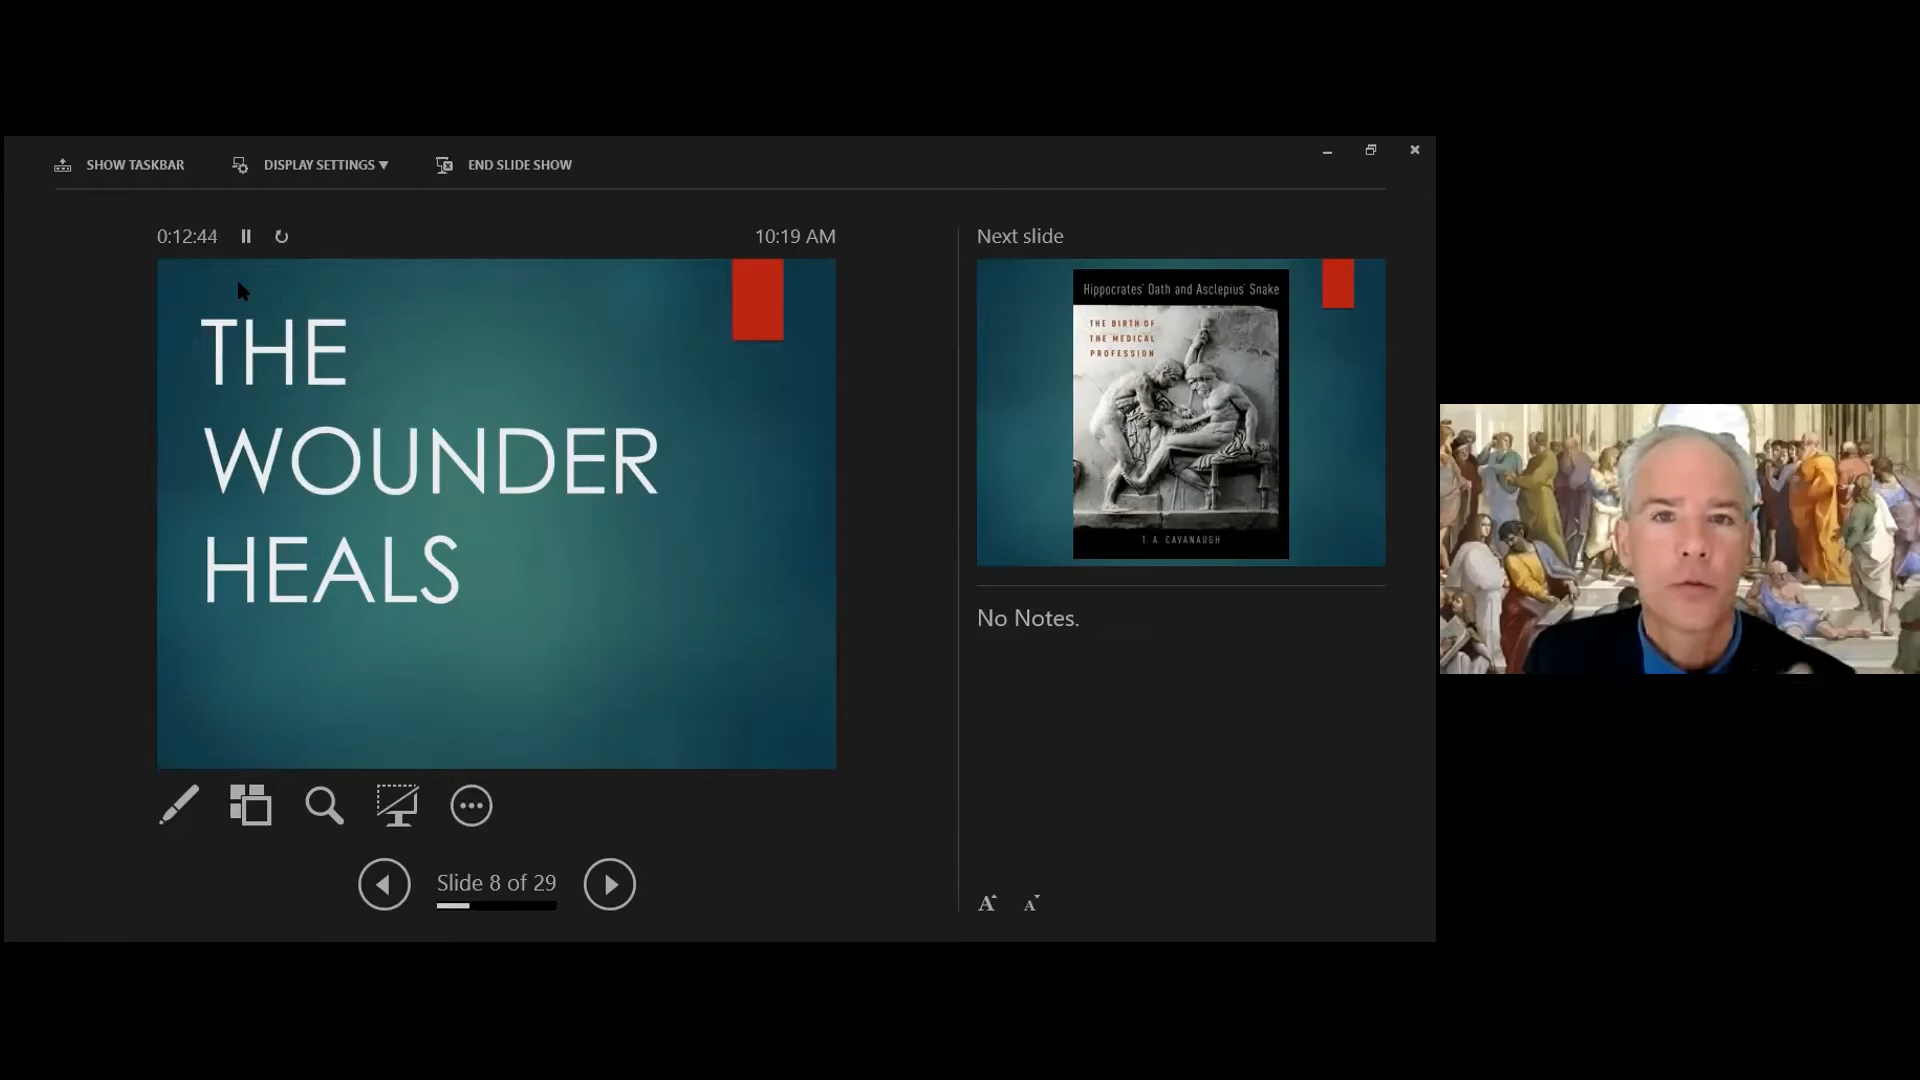 SHOW TASKBAR
DISPLAY SETTINGS
END SLIDE SHOW
0:12:44
10:19 AM
THE
WOUNDER
HEALS
Next slide
Hippocrates' Oath and Asclepius' Snake
THE BIRTH OF
THE MEDICAL
PROFESSION
T. A. CAVANAUGH
No Notes.
Slide 8 of 29
A A